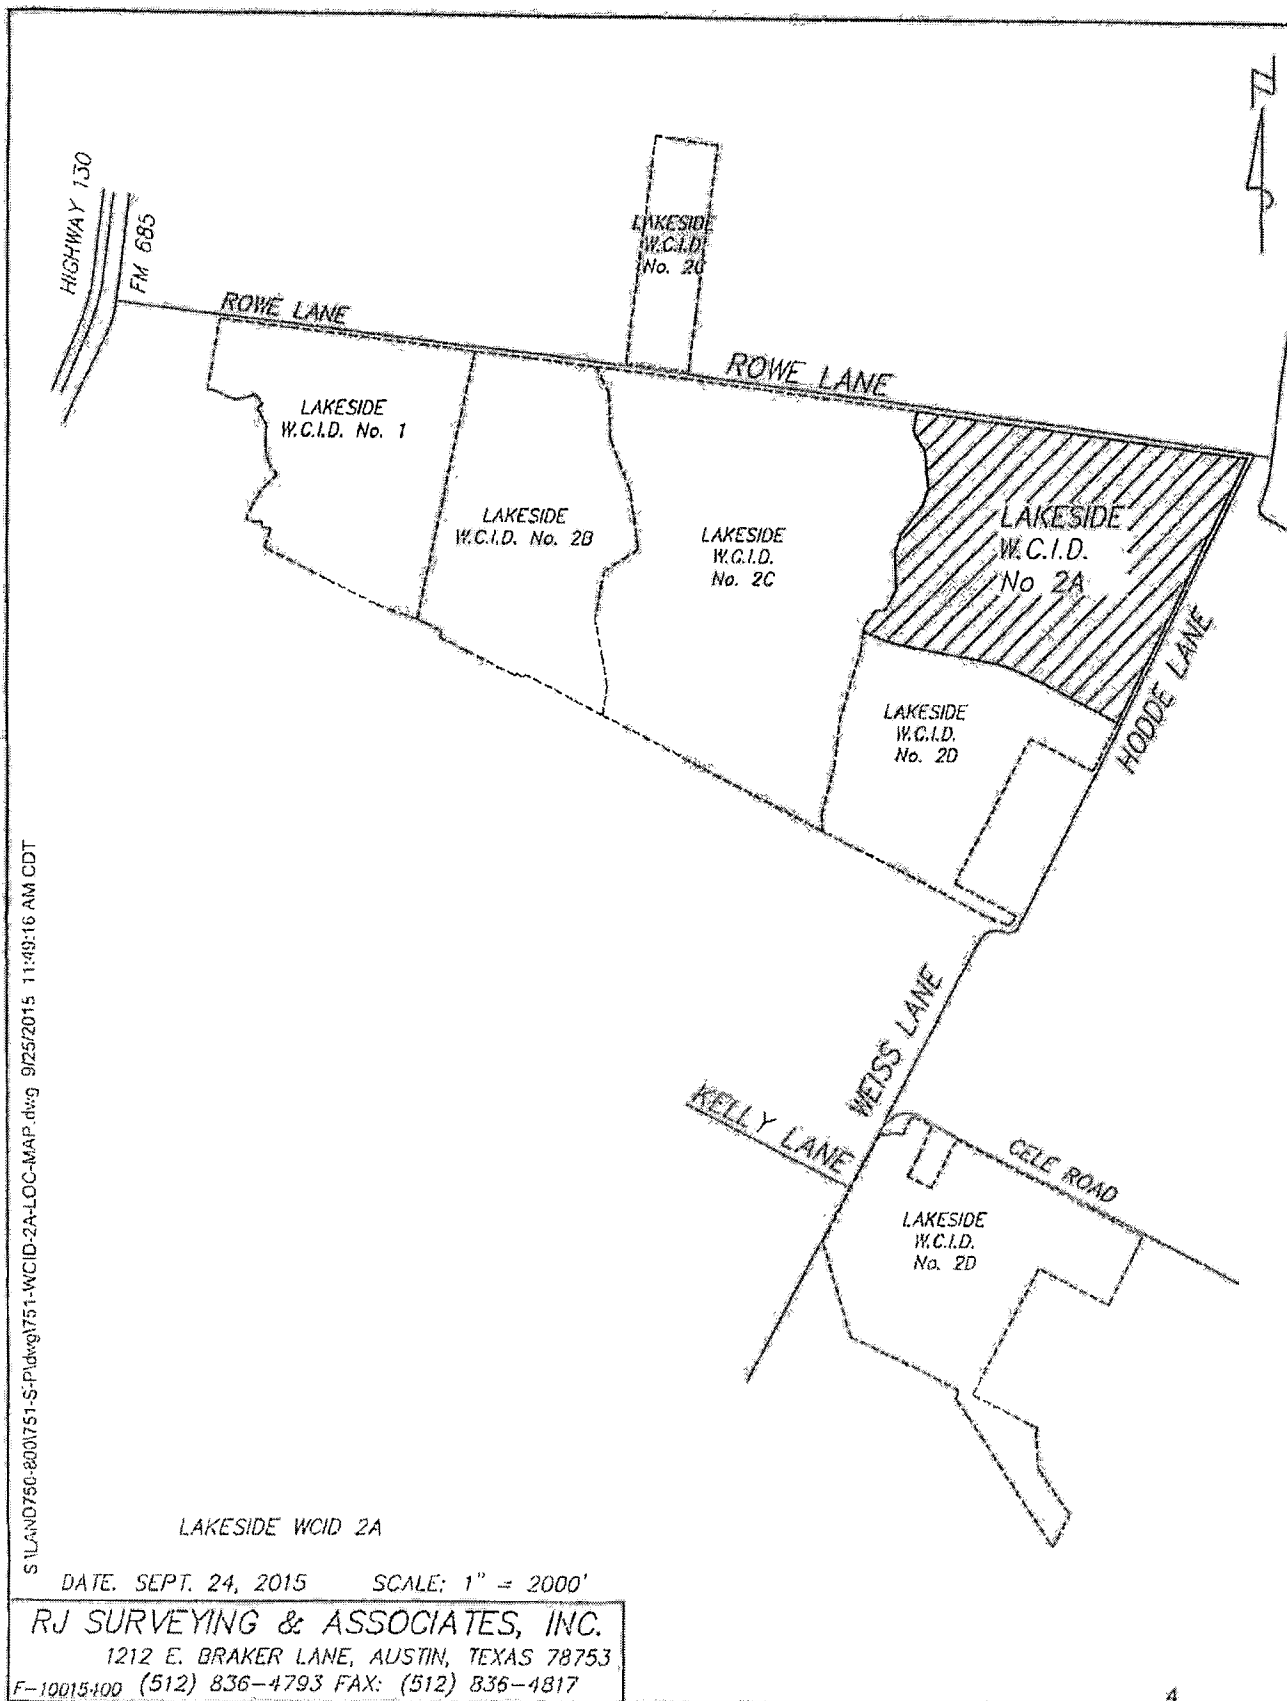 HIGHWAY 130
FM 685
LAKESIDE
W.C.I.D.
No. 2C
ROWE LANE
ROWE LANE
LAKESIDE
W.C.I.D. No. 1
LAKESIDE
W.C.I.D. No. 2B
LAKESIDE
W.C.I.D.
No. 2C
LAKESIDE
W.C.I.D.
No 2A
HODDE LANE
LAKESIDE
W.C.I.D.
No. 2D
WEISS LANE
KELLY LANE
CELE ROAD
LAKESIDE
W.C.I.D.
No. 2D
S:\LAND750-800\751-S-P\dwg\751-WCID-2A-LOC-MAP.dwg 9/25/2015 11:49:16 AM CDT
LAKESIDE WCID 2A
DATE. SEPT. 24, 2015 SCALE: 1" = 2000'
RJ SURVEYING & ASSOCIATES, INC.
1212 E. BRAKER LANE, AUSTIN, TEXAS 78753
F-10015400 (512) 836-4793 FAX: (512) 836-4817